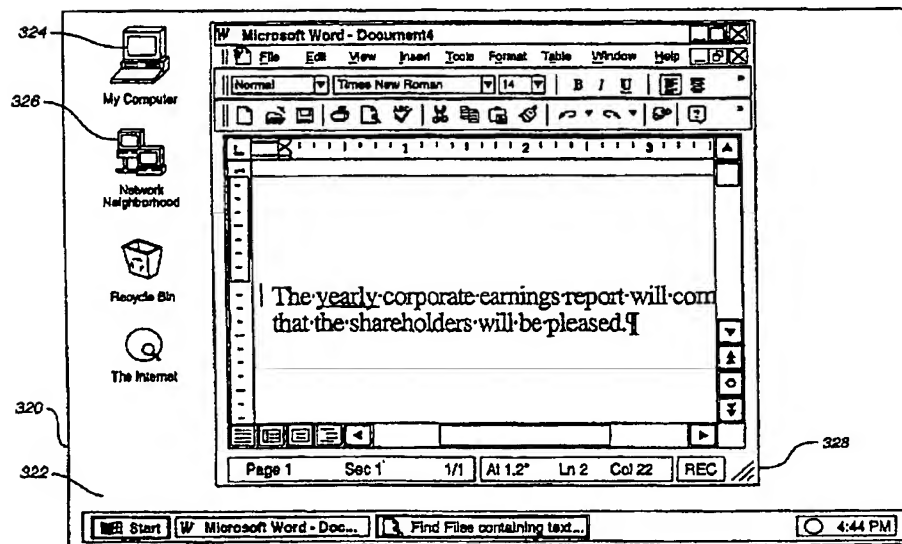 324
326
320
322
328
My Computer
Network
Neighborhood
Recycle Bin
The Internet
W Microsoft Word - Document4
File Edit View Insert Tools Format Table Window Help
Normal Times New Roman 14 B I U
L 1 2 3
The·yearly·corporate·earnings·report·will·com
that·the·shareholders·will·be·pleased.¶
Page 1 Sec 1 1/1 At 1.2" Ln 2 Col 22 REC
Start W Microsoft Word - Doc... Find Files containing text... 4:44 PM